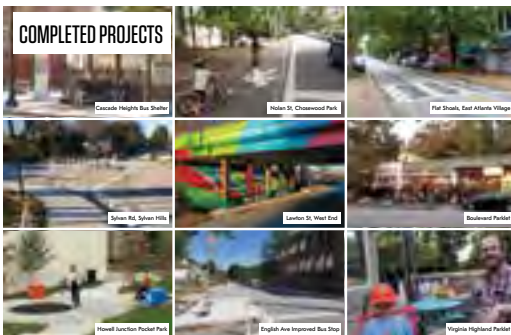 COMPLETED PROJECTS
Cascade Heights Bus Shelter
Nolan St, Chosewood Park
Flat Shoals, East Atlanta Village
Sylvan Rd, Sylvan Hills
Lawton St, West End
Boulevard Parklet
Howell Junction Pocket Park
English Ave Improved Bus Stop
Virginia Highland Parklet